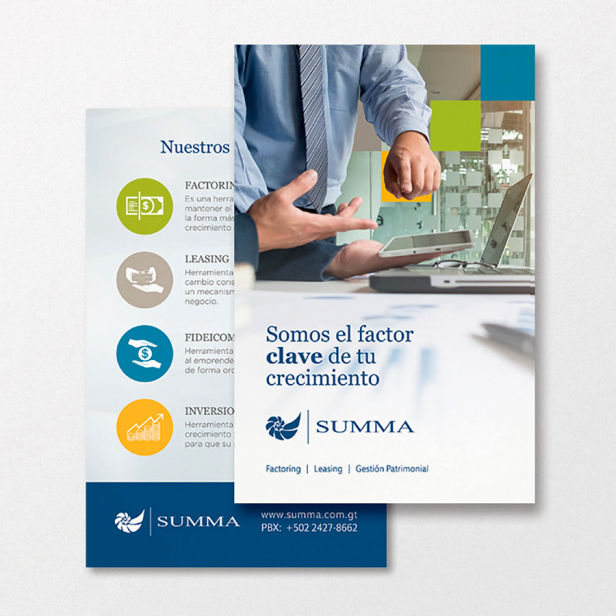 Nuestros
FACTORIN
Es una herra
mantener el
la forma más
crecimiento
LEASING
Herramienta
cambio cons
un mecanism
negocio.
FIDEICOM
Herramienta
al emprende
de forma ord
INVERSIO
Herramienta
crecimiento
para que su
SUMMA
www.summa.com.gt
PBX: +502 2427-8662
Somos el factor
clave de tu
crecimiento
SUMMA
Factoring | Leasing | Gestión Patrimonial